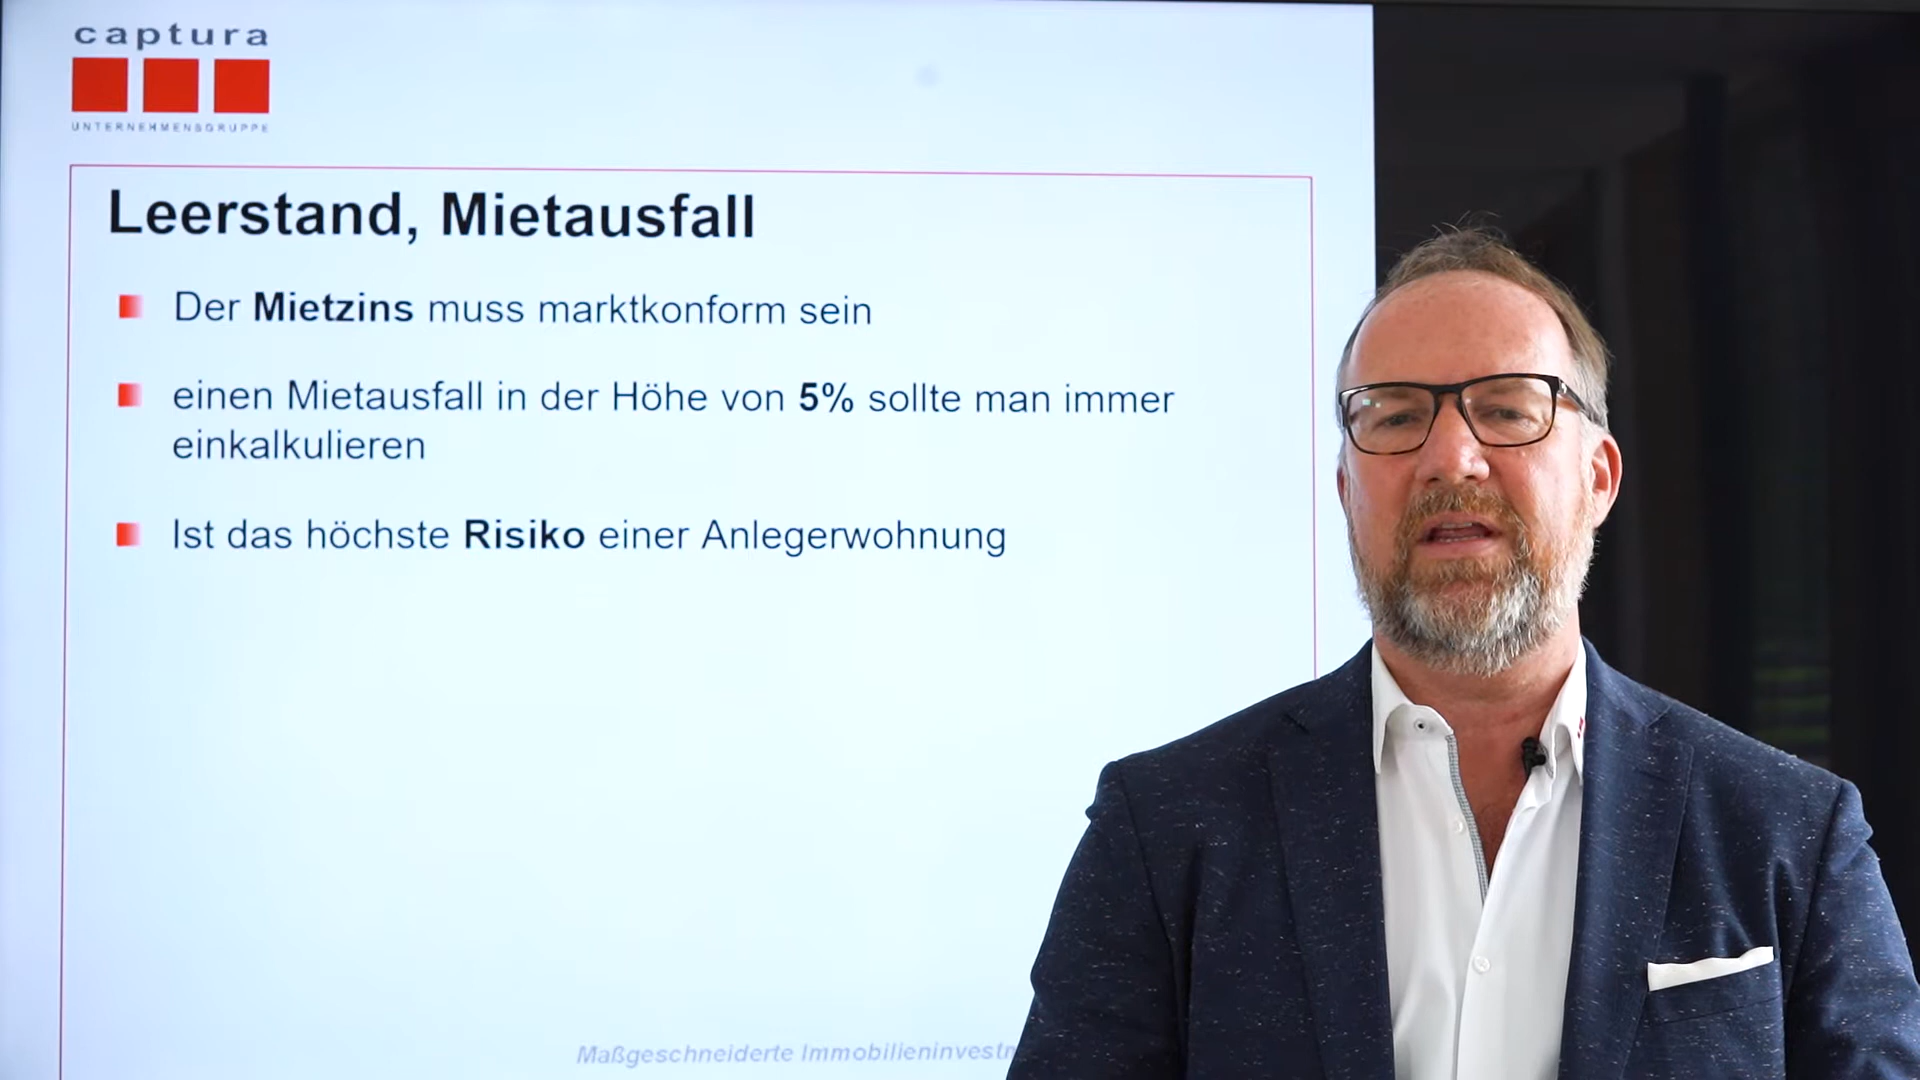 captura
UNTERNEHMENSGRUPPE
Leerstand, Mietausfall
Der Mietzins muss marktkonform sein
einen Mietausfall in der Höhe von 5% sollte man immer
einkalkulieren
Ist das höchste Risiko einer Anlegerwohnung
Maßgeschneiderte